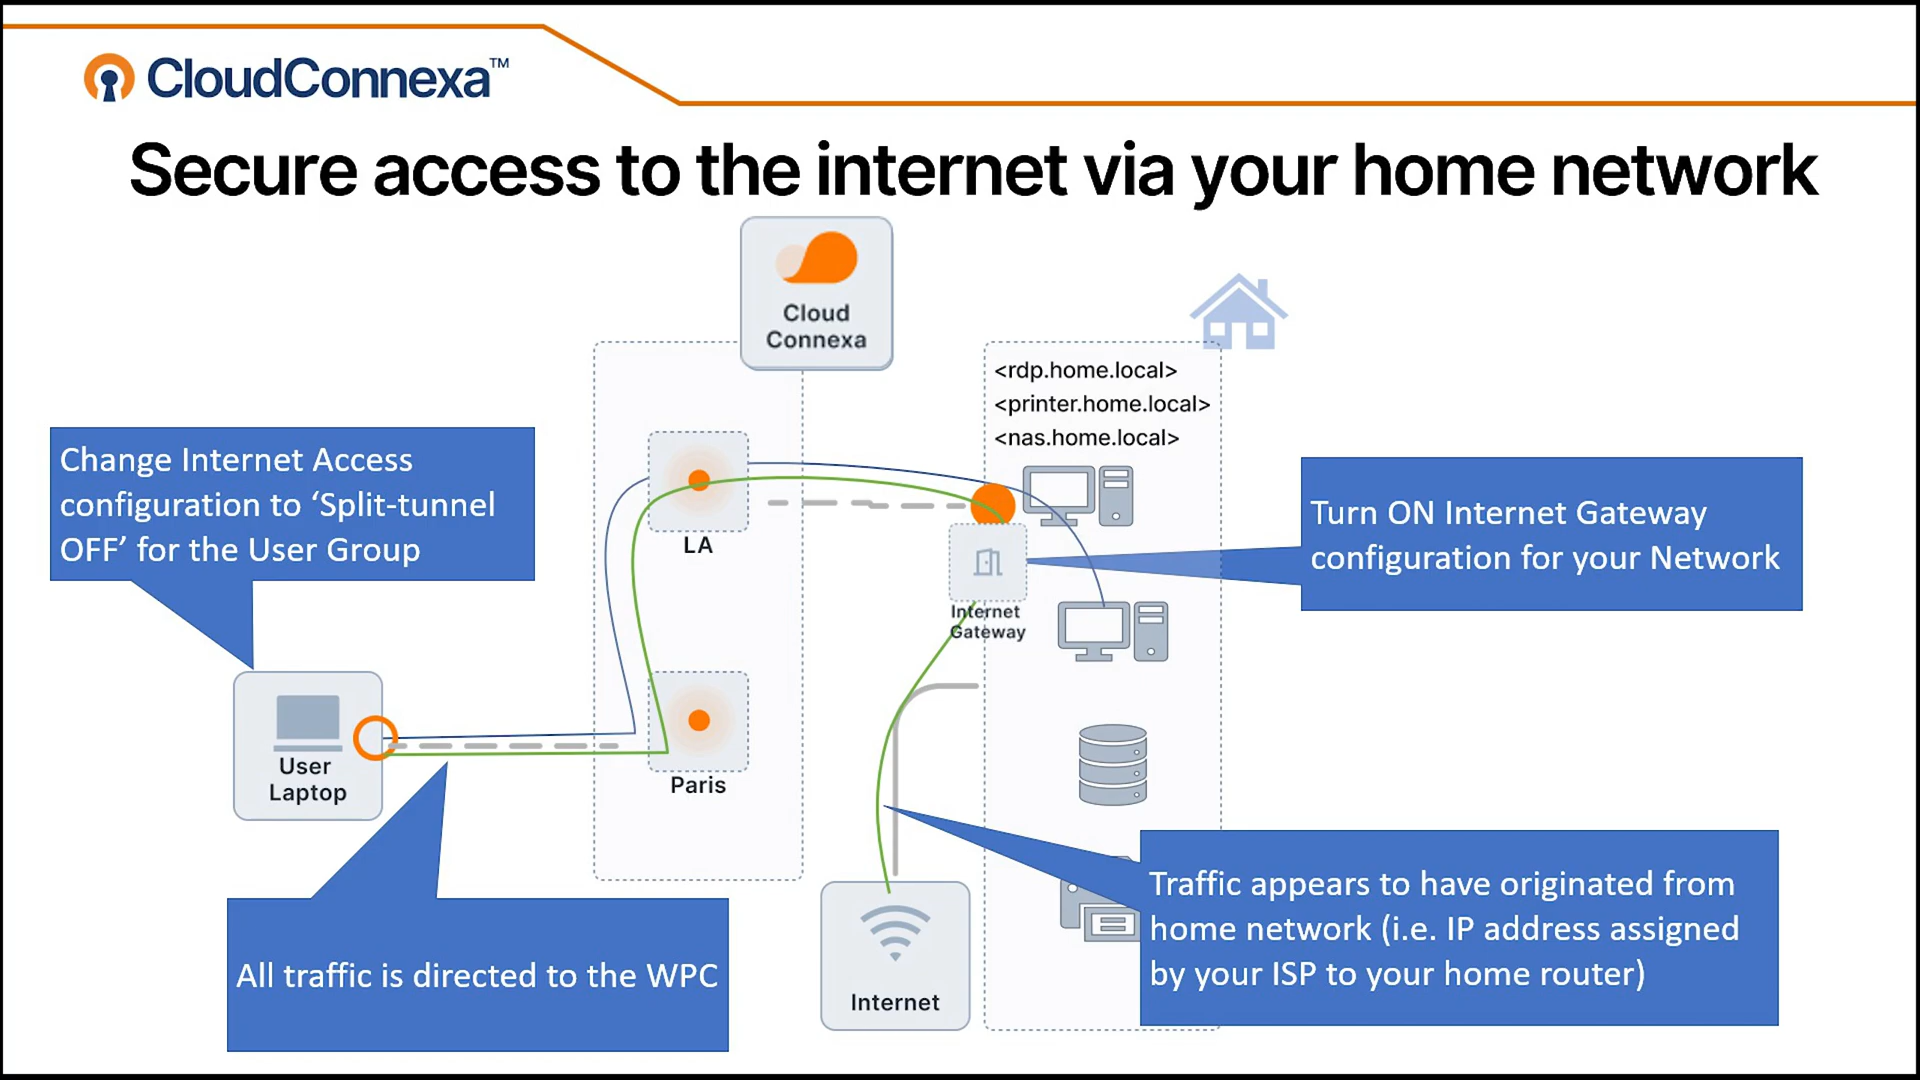 CloudConnexa™
Secure access to the internet via your home network
Cloud
Connexa
<rdp.home.local>
<printer.home.local>
<nas.home.local>
Change Internet Access
configuration to ‘Split-tunnel
OFF’ for the User Group
LA
Turn ON Internet Gateway
configuration for your Network
Internet
Gateway
User
Laptop
Paris
Traffic appears to have originated from
home network (i.e. IP address assigned
by your ISP to your home router)
All traffic is directed to the WPC
Internet